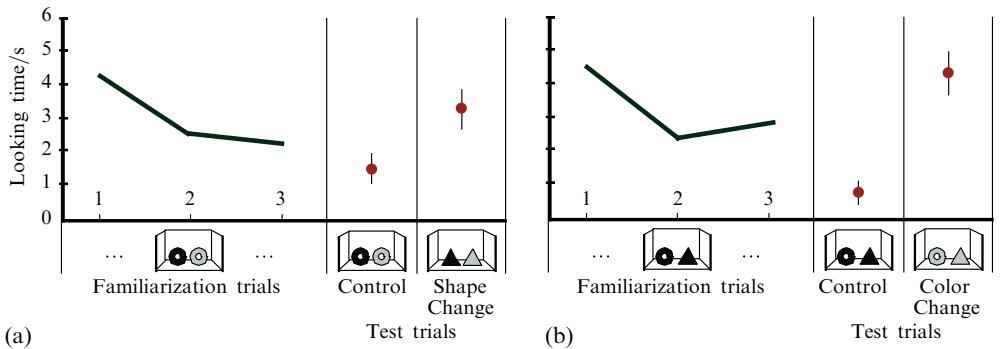 6
5
4
3
2
1
0
Looking time/s
1 2 3
... ...
Familiarization trials
Control
Shape
Change
Test trials
(a)
1 2 3
... ...
Familiarization trials
Control
Color
Change
Test trials
(b)